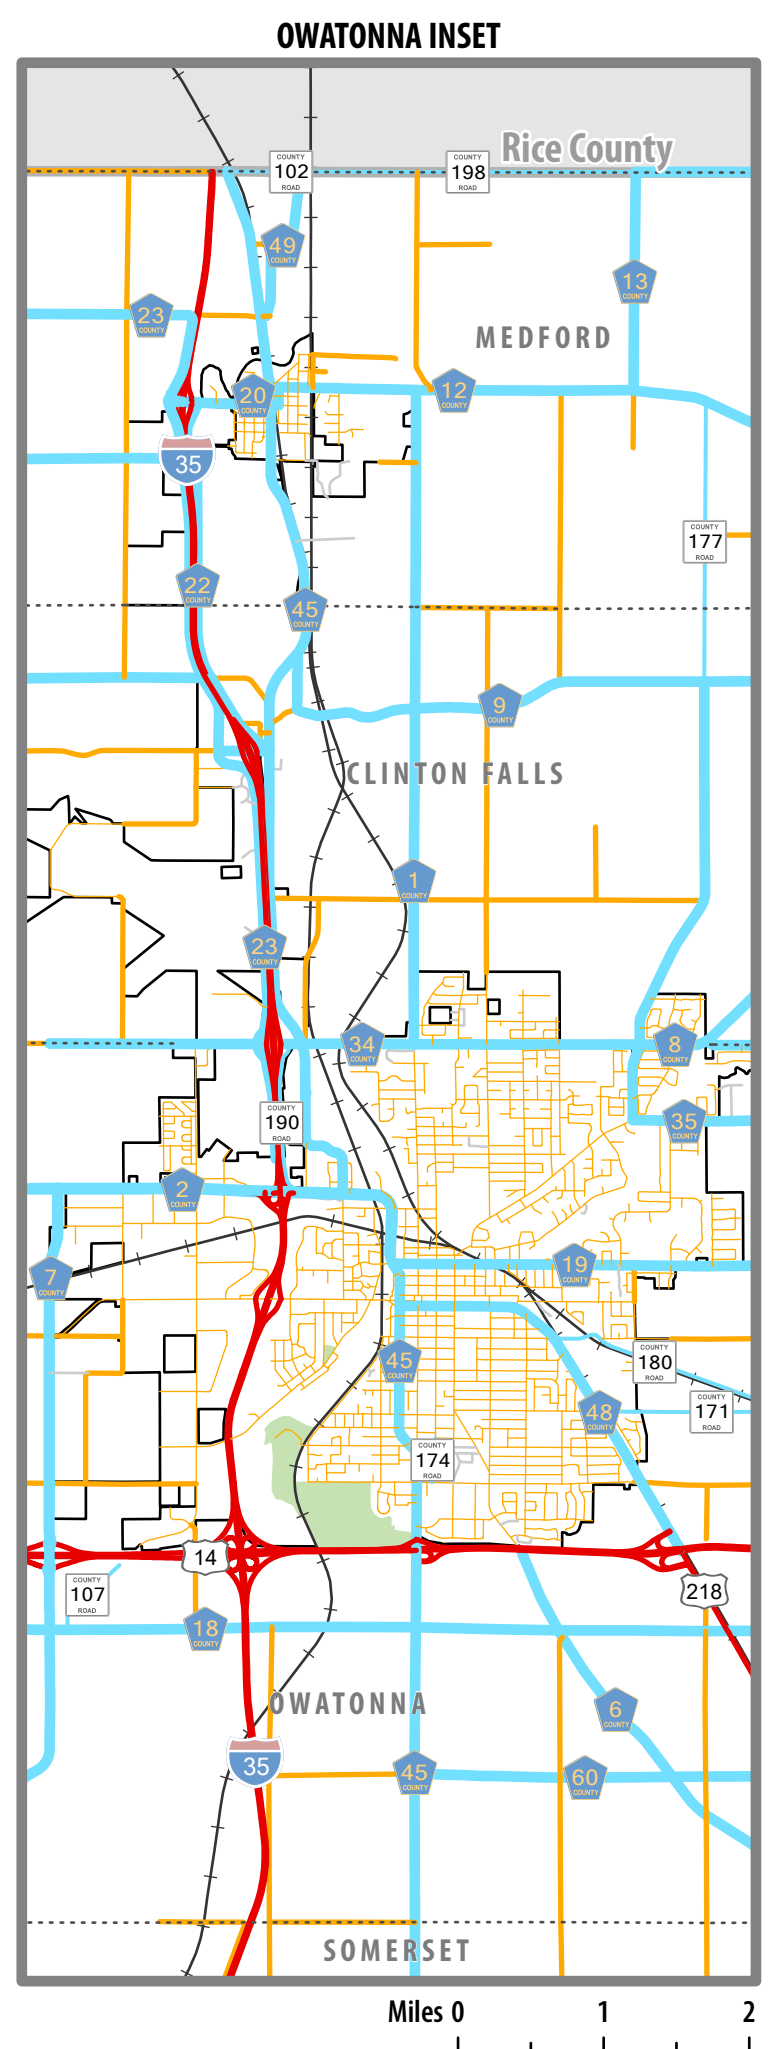 OWATONNA INSET
Rice County
COUNTY
102
ROAD
COUNTY
198
ROAD
49
COUNTY
13
COUNTY
23
COUNTY
MEDFORD
20
COUNTY
12
COUNTY
35
COUNTY
177
ROAD
22
COUNTY
45
COUNTY
9
COUNTY
CLINTON FALLS
1
COUNTY
23
COUNTY
34
COUNTY
8
COUNTY
COUNTY
190
ROAD
35
COUNTY
2
COUNTY
7
COUNTY
19
COUNTY
45
COUNTY
COUNTY
180
ROAD
48
COUNTY
COUNTY
171
ROAD
COUNTY
174
ROAD
14
COUNTY
107
ROAD
218
18
COUNTY
OWATONNA
6
COUNTY
35
45
COUNTY
60
COUNTY
SOMERSET
Miles 0 1 2